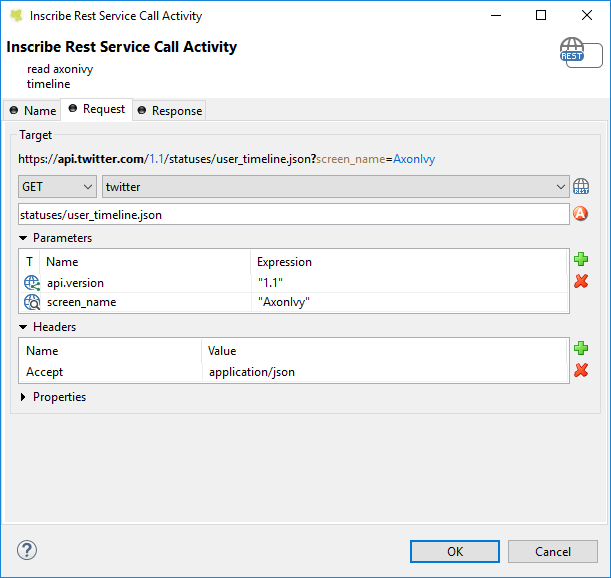 Inscribe Rest Service Call Activity
Inscribe Rest Service Call Activity
read axonivy
timeline
REST
Name Request Response
Target
https://api.twitter.com/1.1/statuses/user_timeline.json?screen_name=AxonIvy
GET twitter
REST
statuses/user_timeline.json
A
Parameters
T Name Expression
api.version "1.1"
screen_name "AxonIvy"
Headers
Name Value
Accept application/json
Properties
? OK Cancel